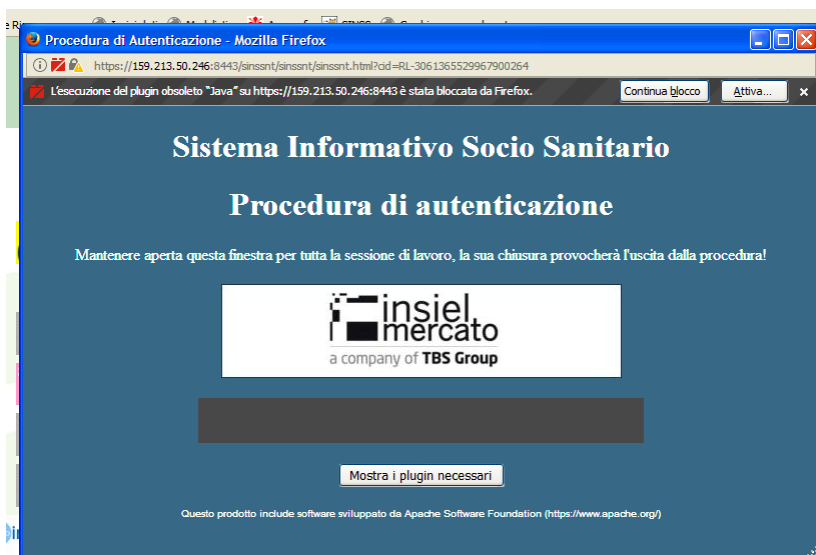 Procedura di Autenticazione - Mozilla Firefox
https://159.213.50.246:8443/sinssnt/sinssnt/sinssnt.html?cid=RL-3061365529967900264
L'esecuzione del plugin obsoleto "Java" su https://159.213.50.246:8443 è stata bloccata da Firefox. Continua blocco Attiva...
Sistema Informativo Socio Sanitario
Procedura di autenticazione
Mantenere aperta questa finestra per tutta la sessione di lavoro, la sua chiusura provocherà l'uscita dalla procedura!
insiel
mercato
a company of TBS Group
Mostra i plugin necessari
Questo prodotto include software sviluppato da Apache Software Foundation (https://www.apache.org/)